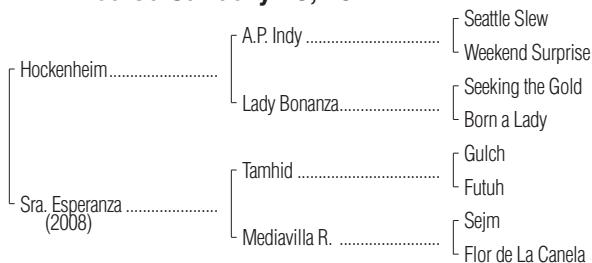 Seattle Slew
A.P. Indy
Weekend Surprise
Hockenheim
Seeking the Gold
Lady Bonanza
Born a Lady
Gulch
Tamhid
Futuh
Sra. Esperanza
(2008)
Sejm
Mediavilla R.
Flor de La Canela